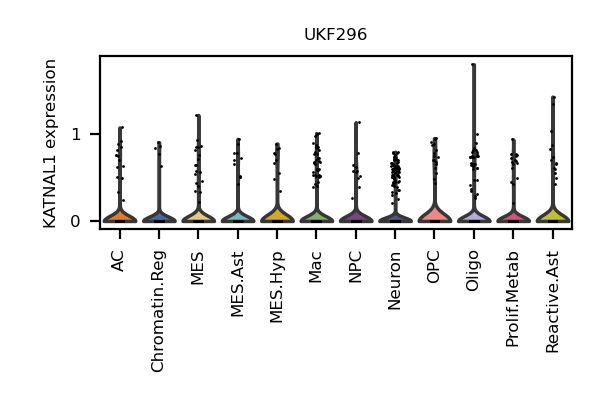 UKF296
KATNAL1 expression
1
0
AC
Chromatin.Reg
MES
MES.Ast
MES.Hyp
Mac
NPC
Neuron
OPC
Oligo
Prolif.Metab
Reactive.Ast